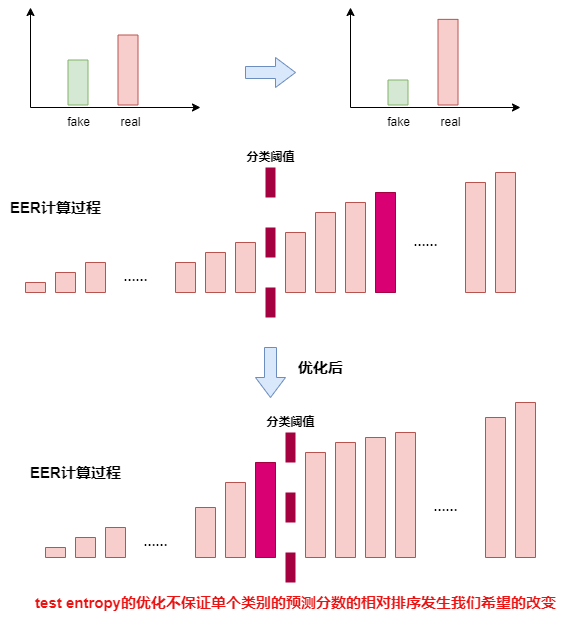 fake real
fake real
分类阈值
EER计算过程
......
......
优化后
分类阈值
EER计算过程
......
......
test entropy的优化不保证单个类别的预测分数的相对排序发生我们希望的改变